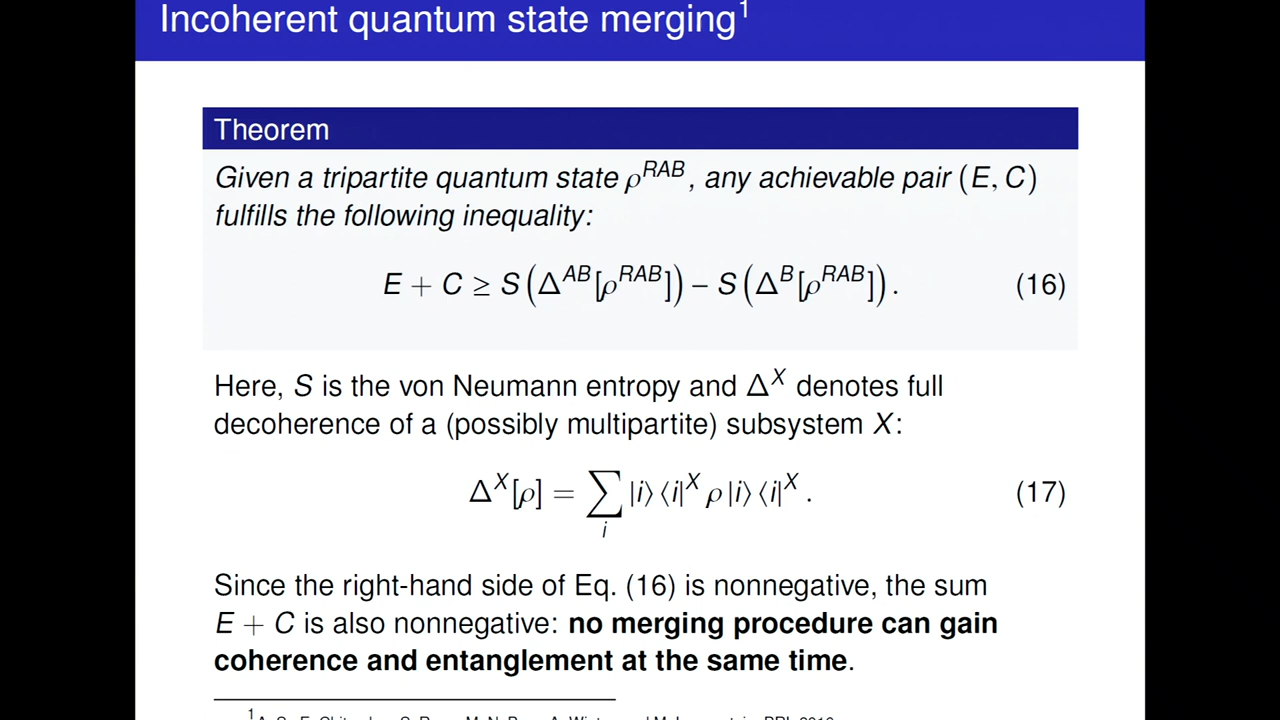 Incoherent quantum state merging¹
Theorem
Given a tripartite quantum state ρ^{RAB}, any achievable pair (E, C)
fulfills the following inequality:
E + C ≥ S(Δ^{AB}[ρ^{RAB}]) − S(Δ^{B}[ρ^{RAB}]). (16)
Here, S is the von Neumann entropy and Δ^X denotes full
decoherence of a (possibly multipartite) subsystem X:
Δ^X[ρ] = ∑_i |i⟩⟨i|^X ρ |i⟩⟨i|^X. (17)
Since the right-hand side of Eq. (16) is nonnegative, the sum
E + C is also nonnegative: no merging procedure can gain
coherence and entanglement at the same time.